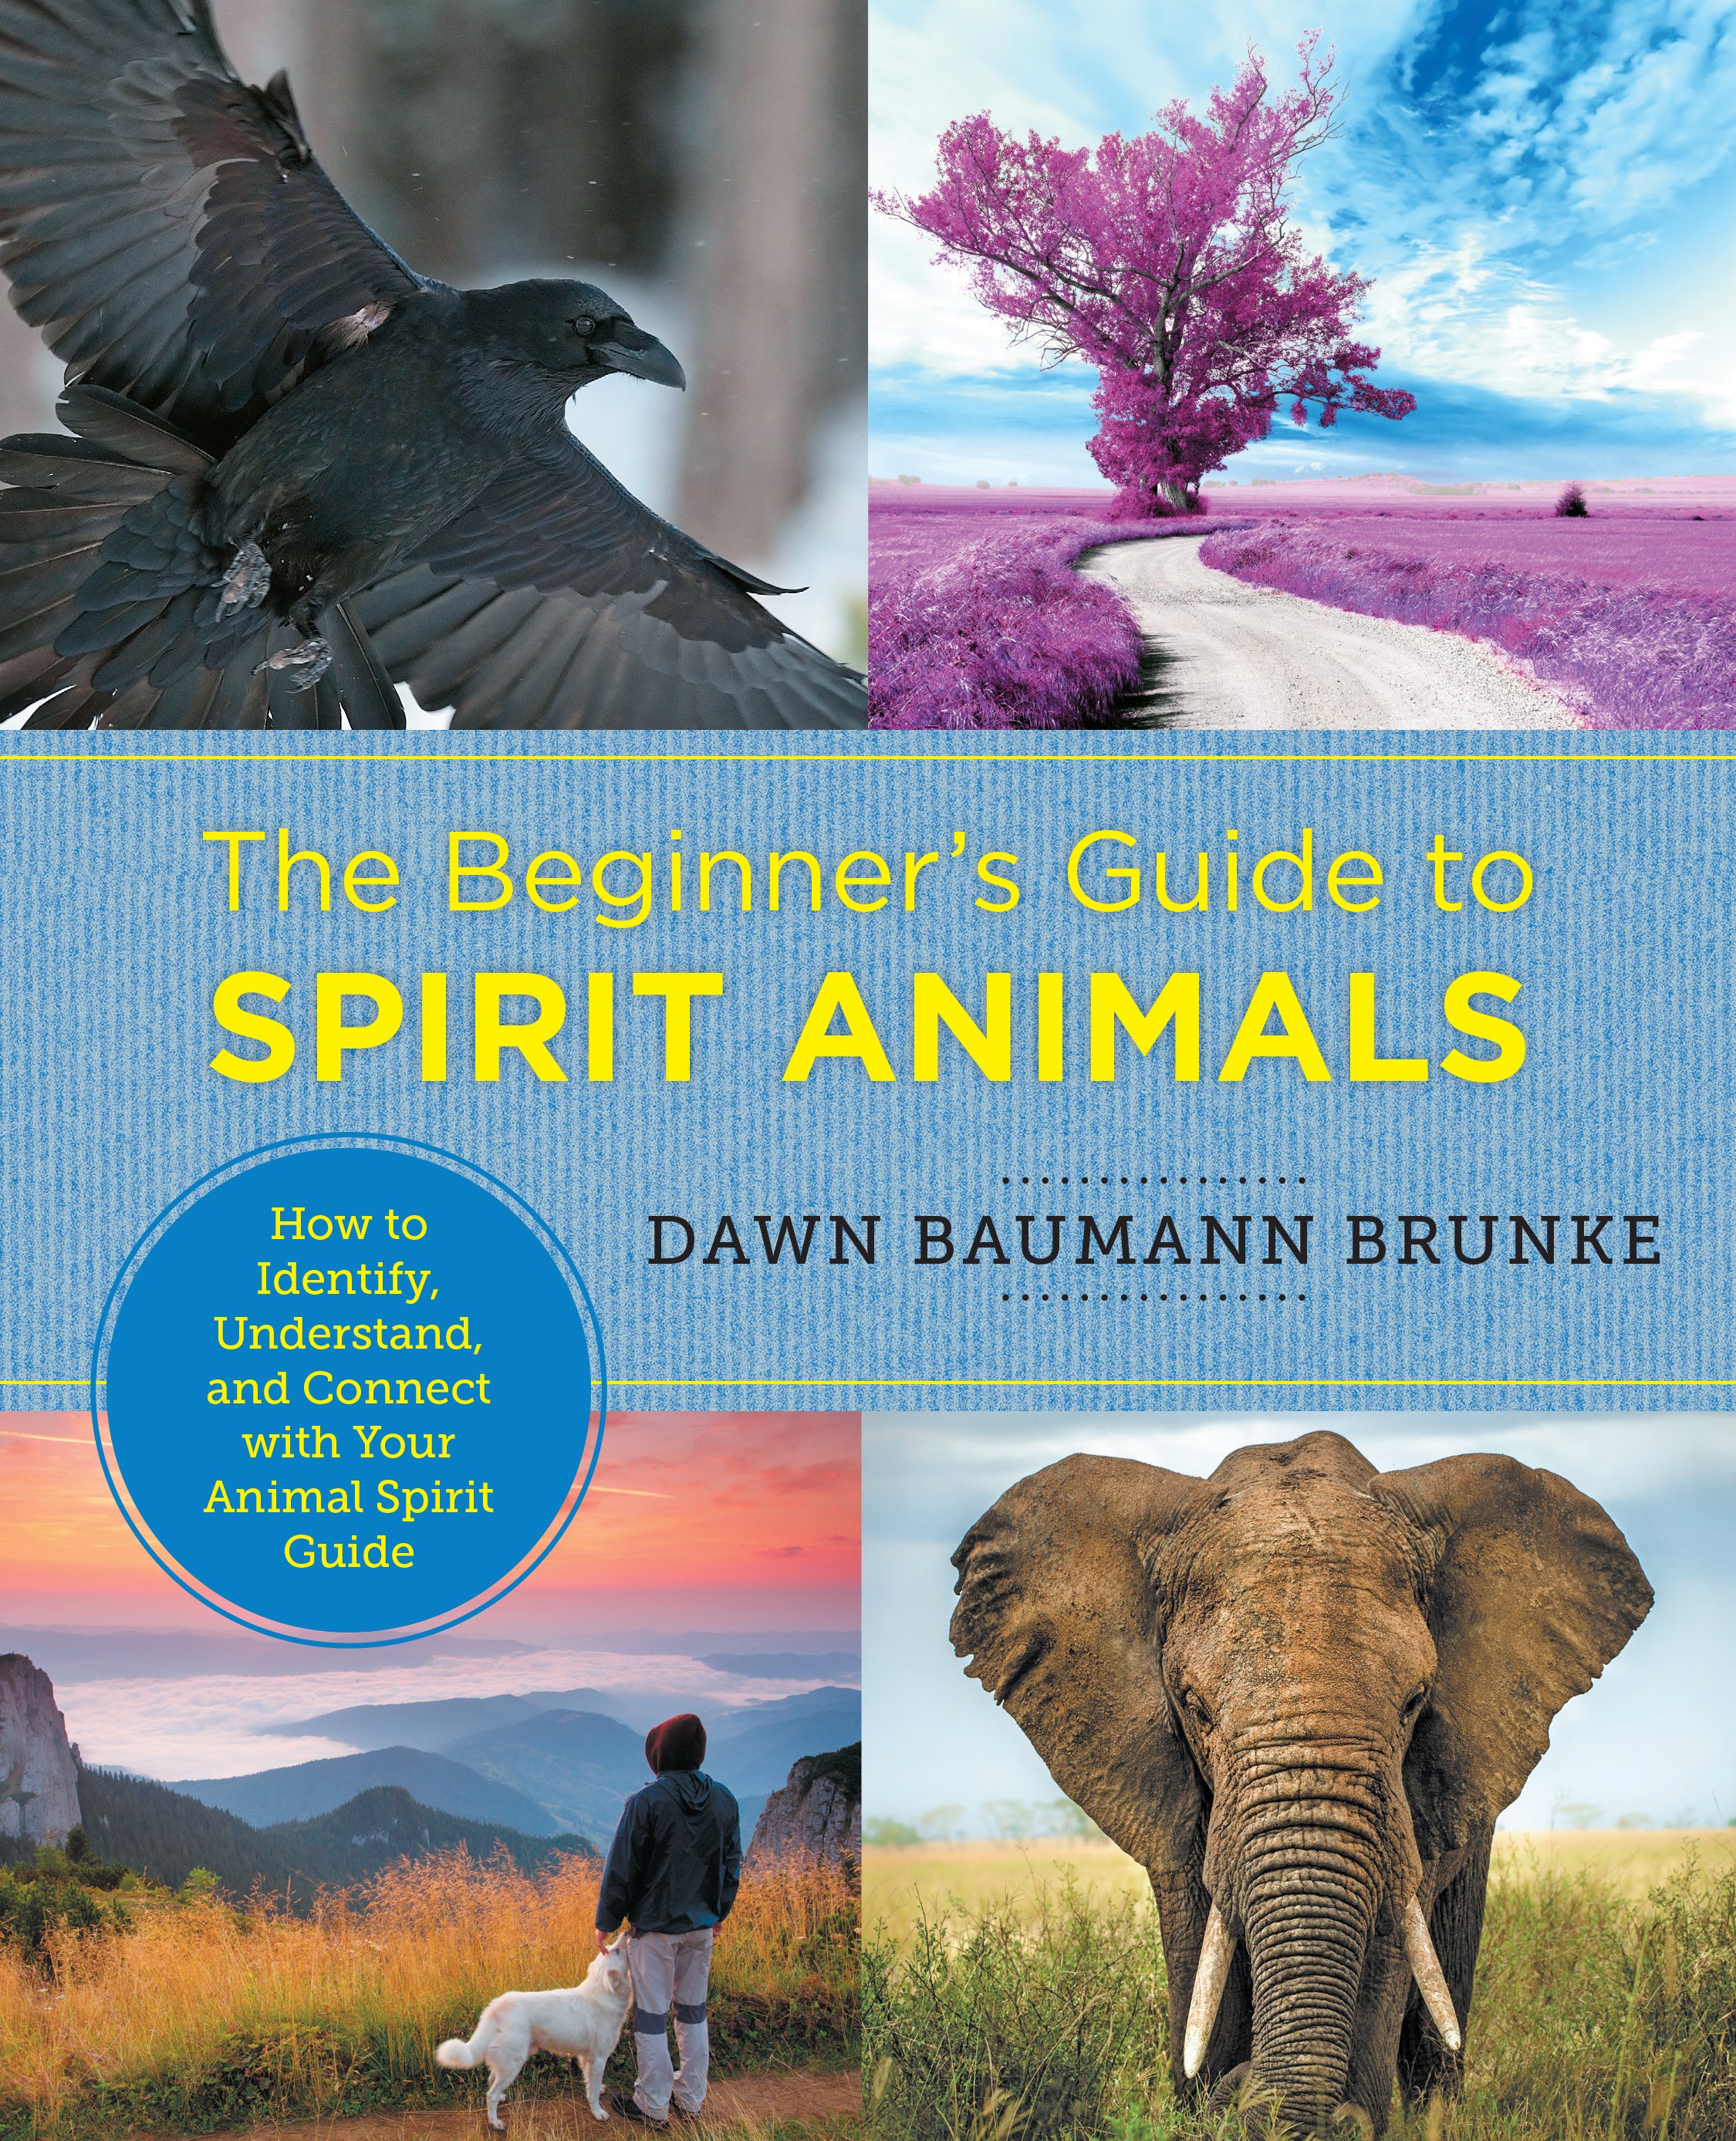 The Beginner’s Guide to
SPIRIT ANIMALS
DAWN BAUMANN BRUNKE
How to
Identify,
Understand,
and Connect
with Your
Animal Spirit
Guide